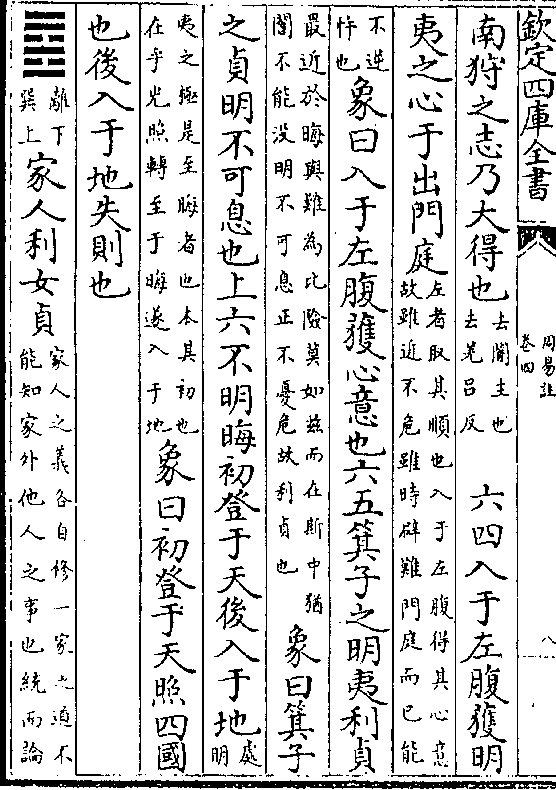 欽定四庫全書
周易註
卷四
八
南狩之志乃大得也
去闇主也
去羌吕反
六四入于左腹獲明
夷之心于出門庭
左者取其順也入于左腹得其心意
故雖近不危雖時辟難門庭而已能
不逆
忤也
象曰入于左腹獲心意也六五箕子之明夷利貞
最近於晦與難為比險莫如兹而在斯中猶
闇不能没明不可息正不憂危故利貞也
象曰箕子
之貞明不可息也上六不明晦初登于天後入于地
處
明
夷之極是至晦者也本其初也
在乎光照轉至于晦遂入于地
象曰初登于天照四國
也後入于地失則也
䷤
離下
巽上
家人利女貞
家人之義各自修一家之道不
能知家外他人之事也統而論